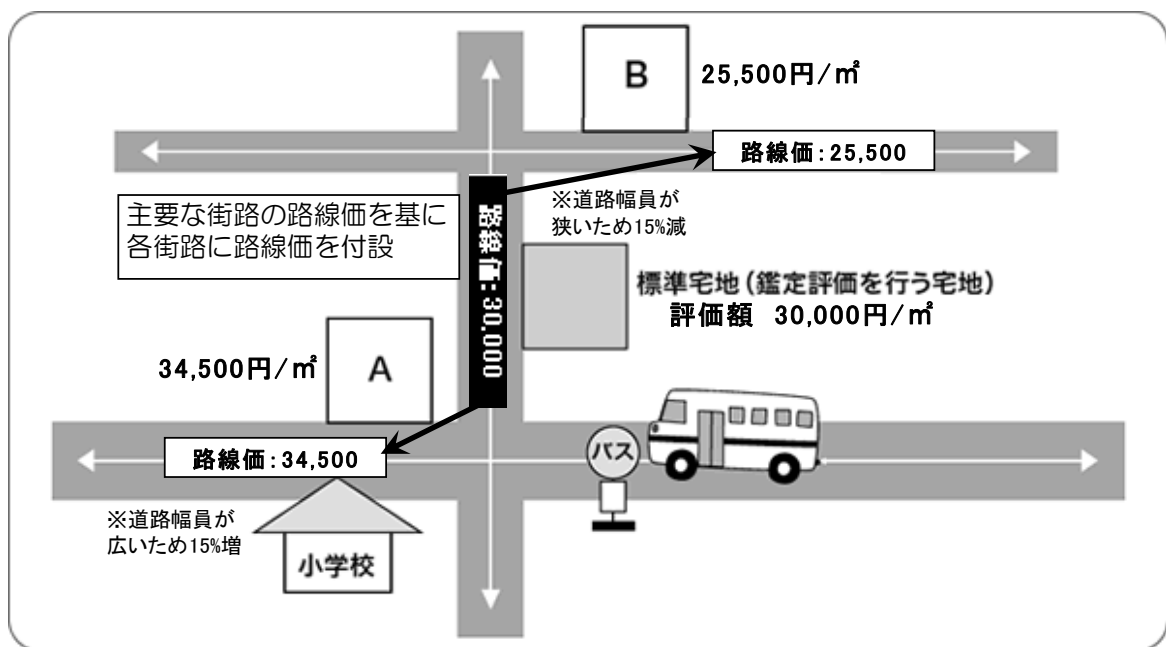 B
25,500円/㎡
路線価:25,500
※道路幅員が
狭いため15%減
主要な街路の路線価を基に
各街路に路線価を付設
路線価:30,000
標準宅地(鑑定評価を行う宅地)
評価額 30,000円/㎡
34,500円/㎡
A
路線価:34,500
バス
※道路幅員が
広いため15%増
小学校